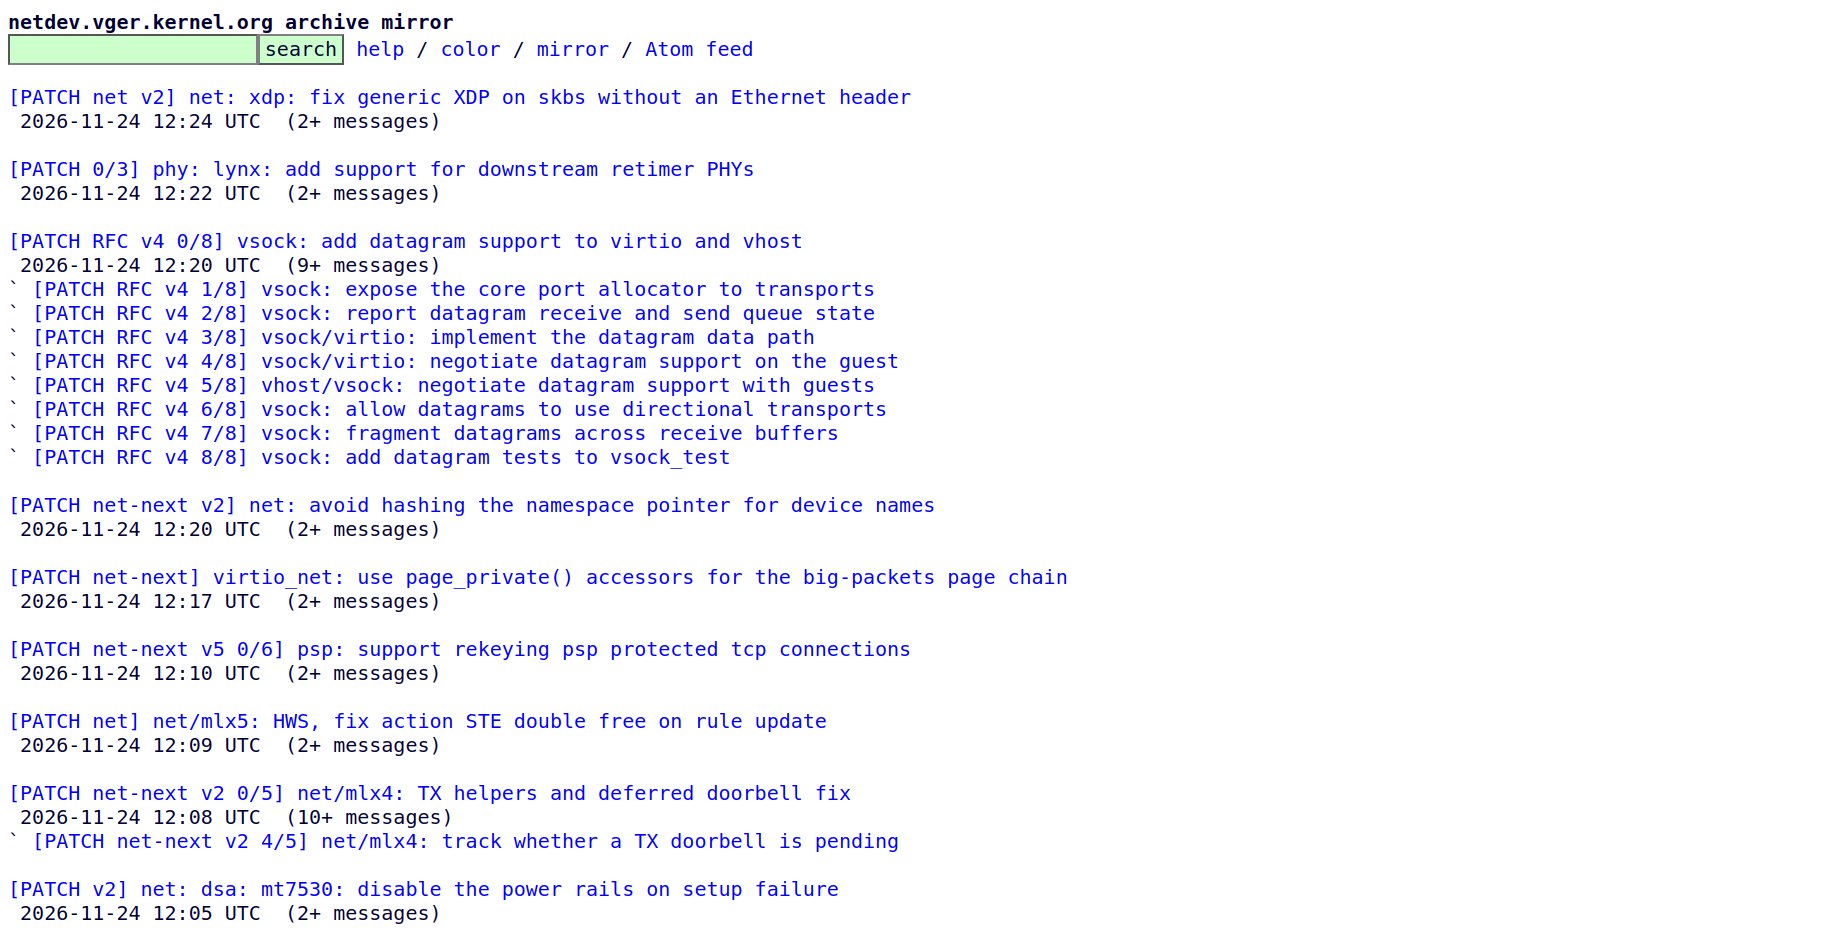 netdev.vger.kernel.org archive mirror
search help / color / mirror / Atom feed
[PATCH net v2] net: xdp: fix generic XDP on skbs without an Ethernet header
2026-11-24 12:24 UTC  (2+ messages)
[PATCH 0/3] phy: lynx: add support for downstream retimer PHYs
2026-11-24 12:22 UTC  (2+ messages)
[PATCH RFC v4 0/8] vsock: add datagram support to virtio and vhost
2026-11-24 12:20 UTC  (9+ messages)
` [PATCH RFC v4 1/8] vsock: expose the core port allocator to transports
` [PATCH RFC v4 2/8] vsock: report datagram receive and send queue state
` [PATCH RFC v4 3/8] vsock/virtio: implement the datagram data path
` [PATCH RFC v4 4/8] vsock/virtio: negotiate datagram support on the guest
` [PATCH RFC v4 5/8] vhost/vsock: negotiate datagram support with guests
` [PATCH RFC v4 6/8] vsock: allow datagrams to use directional transports
` [PATCH RFC v4 7/8] vsock: fragment datagrams across receive buffers
` [PATCH RFC v4 8/8] vsock: add datagram tests to vsock_test
[PATCH net-next v2] net: avoid hashing the namespace pointer for device names
2026-11-24 12:20 UTC  (2+ messages)
[PATCH net-next] virtio_net: use page_private() accessors for the big-packets page chain
2026-11-24 12:17 UTC  (2+ messages)
[PATCH net-next v5 0/6] psp: support rekeying psp protected tcp connections
2026-11-24 12:10 UTC  (2+ messages)
[PATCH net] net/mlx5: HWS, fix action STE double free on rule update
2026-11-24 12:09 UTC  (2+ messages)
[PATCH net-next v2 0/5] net/mlx4: TX helpers and deferred doorbell fix
2026-11-24 12:08 UTC  (10+ messages)
` [PATCH net-next v2 4/5] net/mlx4: track whether a TX doorbell is pending
[PATCH v2] net: dsa: mt7530: disable the power rails on setup failure
2026-11-24 12:05 UTC  (2+ messages)